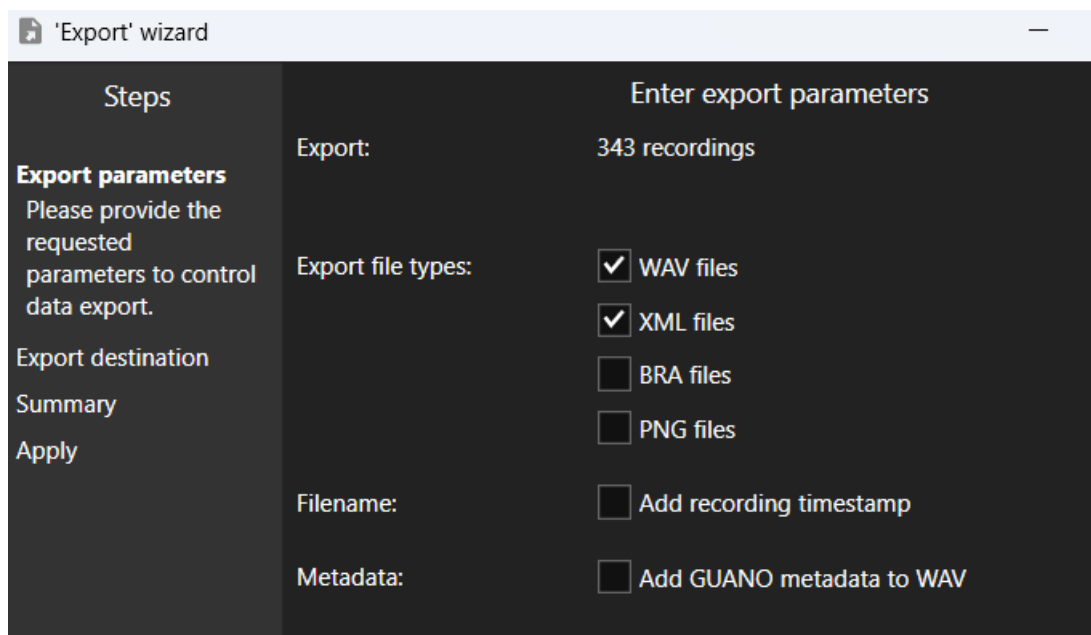 'Export' wizard
Steps
Export parameters
Please provide the
requested
parameters to control
data export.
Export destination
Summary
Apply
Enter export parameters
Export:
343 recordings
Export file types:
WAV files
XML files
BRA files
PNG files
Filename:
Add recording timestamp
Metadata:
Add GUANO metadata to WAV